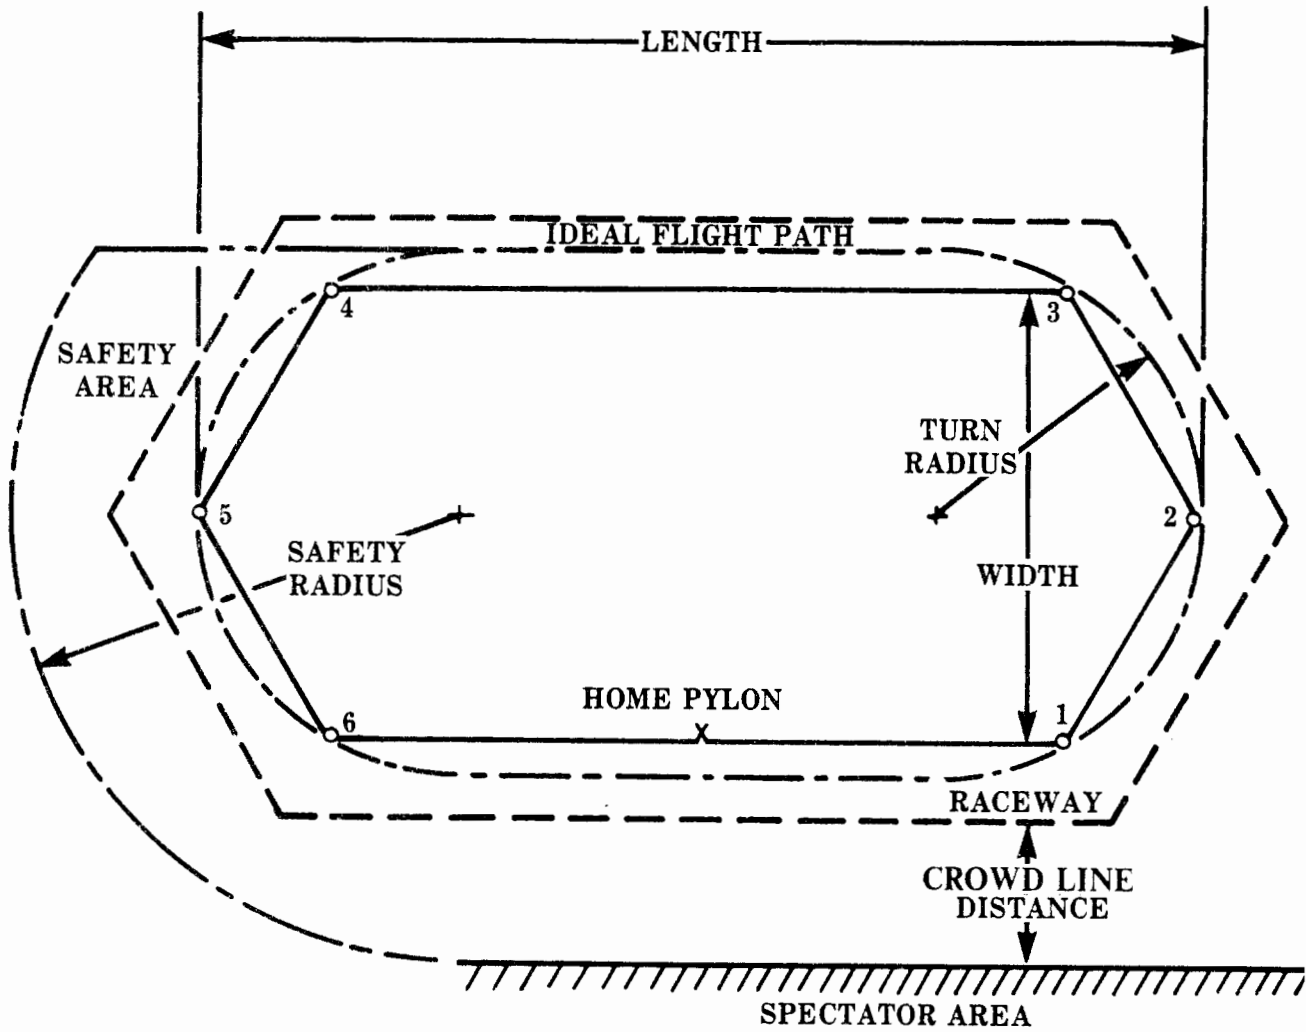 LENGTH
IDEAL FLIGHT PATH
4
3
SAFETY
AREA
TURN
RADIUS
5
2
SAFETY
RADIUS
WIDTH
HOME PYLON
6
1
X
RACEWAY
CROWD LINE
DISTANCE
SPECTATOR AREA